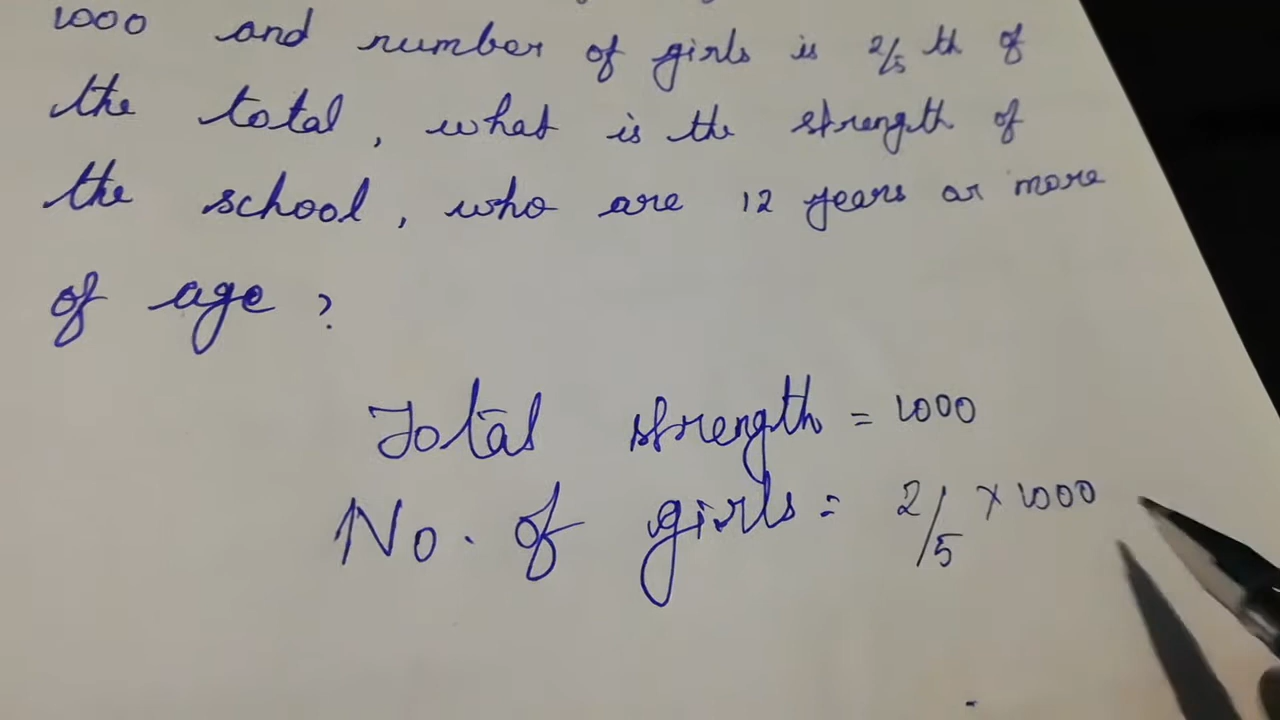 1000 and number of girls is 2/5 th of
the total, what is the strength of
the school, who are 12 years or more
of age?
Total strength = 1000
No. of girls = 2/5 × 1000